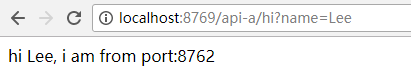 localhost:8769/api-a/hi?name=Lee
hi Lee, i am from port:8762